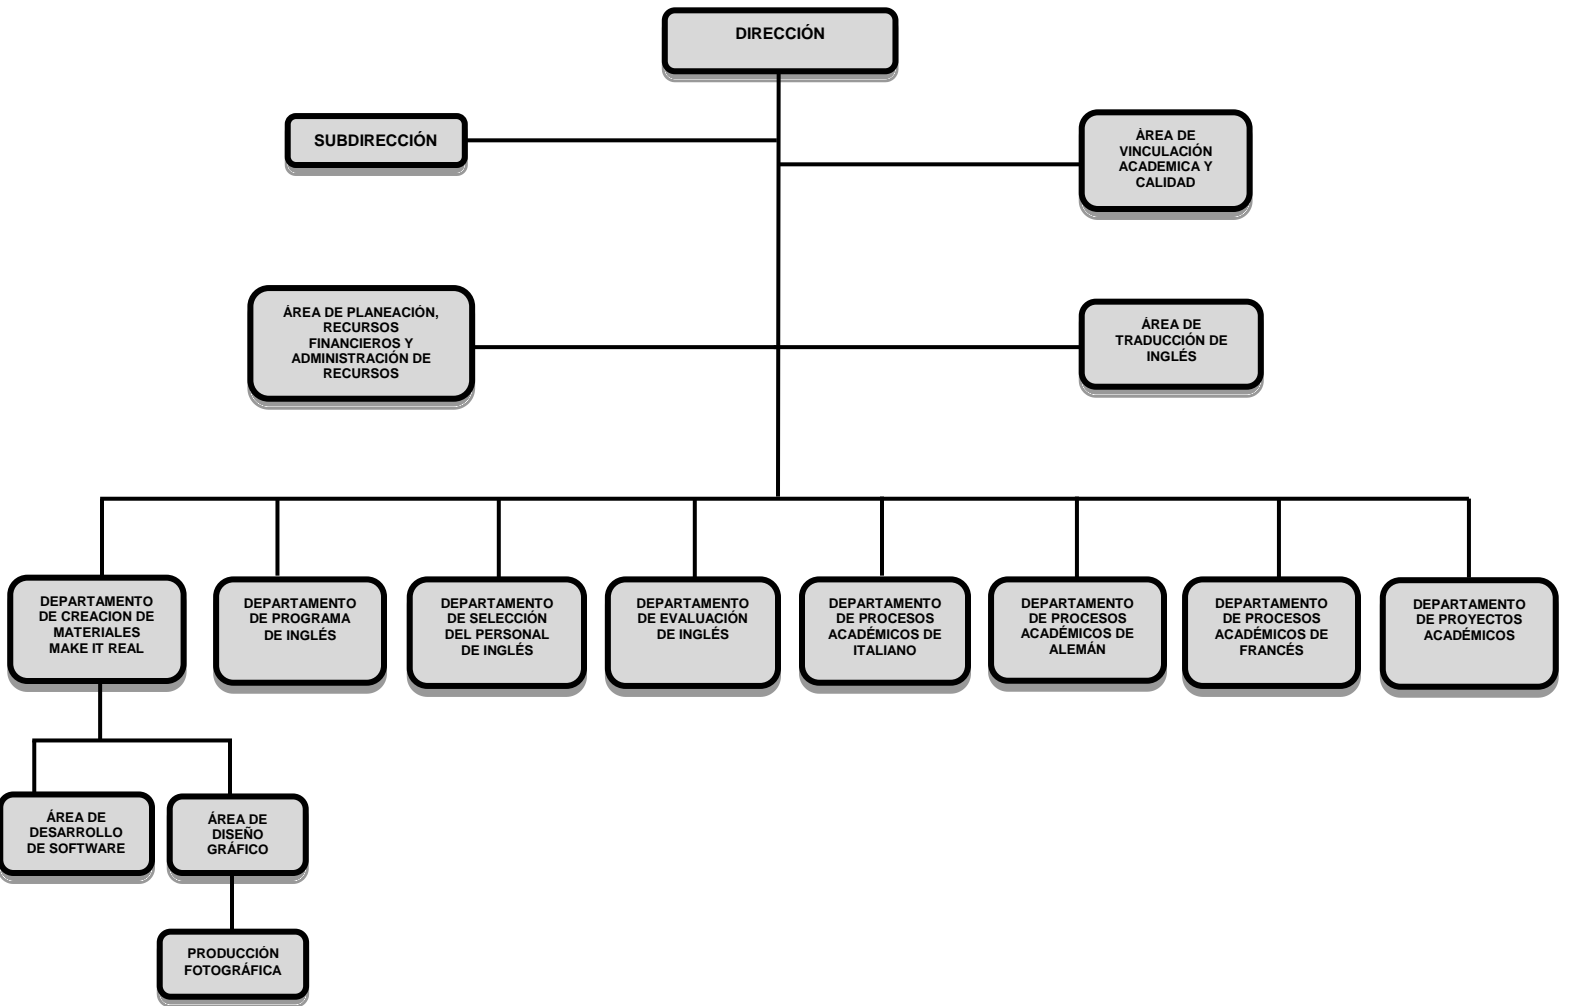 DIRECCIÓN
SUBDIRECCIÓN
ÀREA DE
VINCULACIÓN
ACADEMICA Y
CALIDAD
ÁREA DE PLANEACIÓN,
RECURSOS
FINANCIEROS Y
ADMINISTRACIÓN DE
RECURSOS
ÁREA DE
TRADUCCIÓN DE
INGLÉS
DEPARTAMENTO
DE CREACION DE
MATERIALES
MAKE IT REAL
DEPARTAMENTO
DE PROGRAMA
DE INGLÉS
DEPARTAMENTO
DE SELECCIÓN
DEL PERSONAL
DE INGLÉS
DEPARTAMENTO
DE EVALUACIÓN
DE INGLÉS
DEPARTAMENTO
DE PROCESOS
ACADÉMICOS DE
ITALIANO
DEPARTAMENTO
DE PROCESOS
ACADÉMICOS DE
ALEMÁN
DEPARTAMENTO
DE PROCESOS
ACADÉMICOS DE
FRANCÉS
DEPARTAMENTO
DE PROYECTOS
ACADÉMICOS
ÁREA DE
DESARROLLO
DE SOFTWARE
ÁREA DE
DISEÑO
GRÁFICO
PRODUCCIÓN
FOTOGRÁFICA